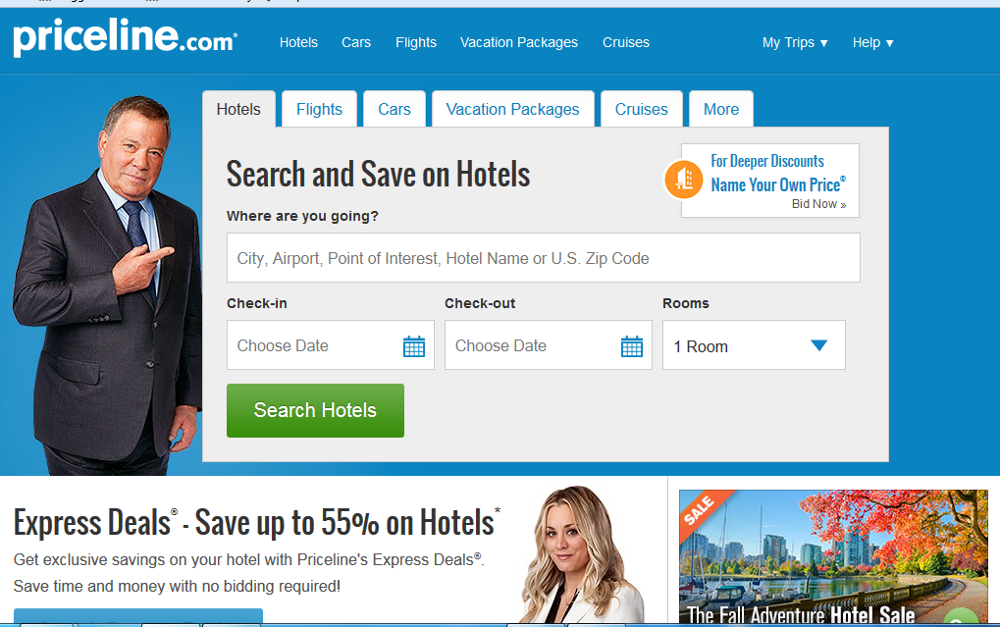 priceline.com®
Hotels Cars Flights Vacation Packages Cruises My Trips ▼ Help ▼
Hotels Flights Cars Vacation Packages Cruises More
Search and Save on Hotels
For Deeper Discounts
Name Your Own Price®
Bid Now »
Where are you going?
City, Airport, Point of Interest, Hotel Name or U.S. Zip Code
Check-in Check-out Rooms
Choose Date Choose Date 1 Room
Search Hotels
Express Deals® - Save up to 55% on Hotels*
Get exclusive savings on your hotel with Priceline's Express Deals®.
Save time and money with no bidding required!
SALE
The Fall Adventure Hotel Sale